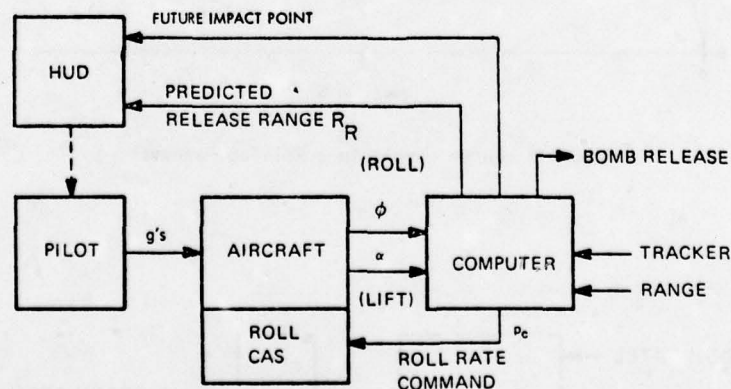 FUTURE IMPACT POINT
HUD
PREDICTED
RELEASE RANGE R_R
(ROLL)
BOMB RELEASE
PILOT
g's
AIRCRAFT
ϕ
α
(LIFT)
COMPUTER
TRACKER
RANGE
ROLL
CAS
p_c
ROLL RATE
COMMAND